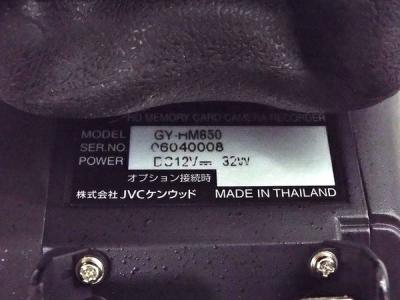 HD MEMORY CARD CAMERA RECORDER
MODEL GY-HM850
SER.NO. 06040008
POWER DC12V⎓ 32W
オプション接続時
株式会社 JVCケンウッド MADE IN THAILAND